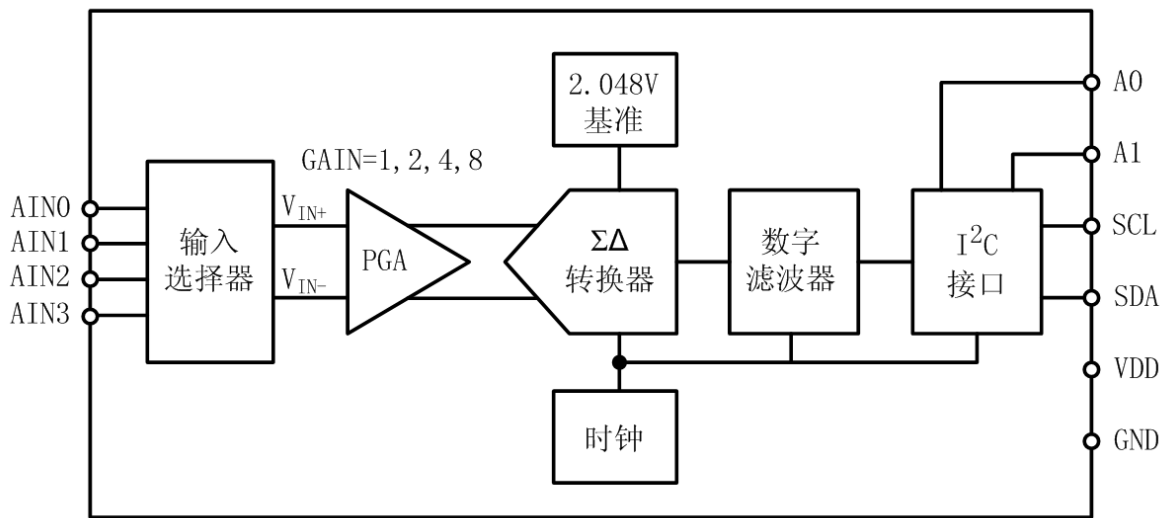 2.048V
基准
A0
GAIN=1,2,4,8
A1
AIN0
AIN1
AIN2
AIN3
输入
选择器
V_IN+
V_IN-
PGA
ΣΔ
转换器
数字
滤波器
I²C
接口
SCL
SDA
VDD
时钟
GND